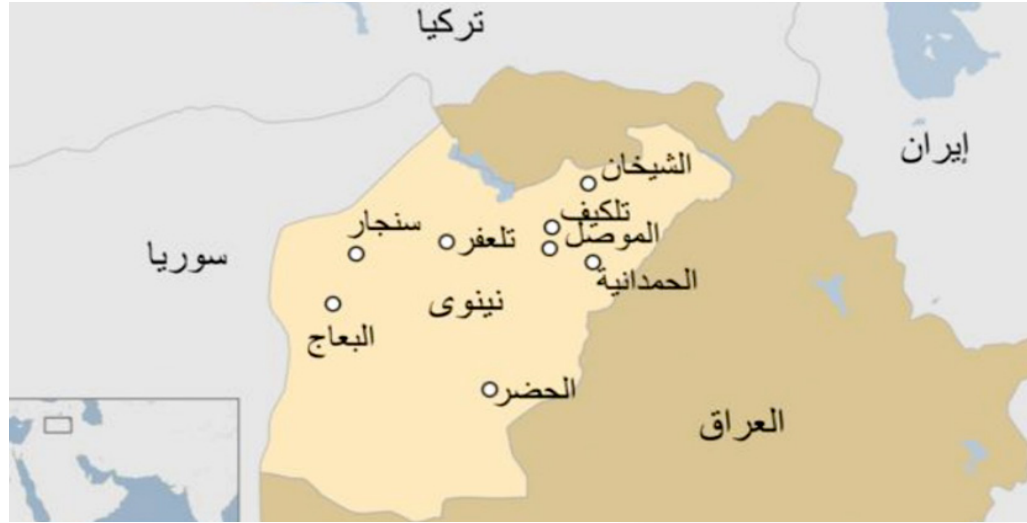 تركيا
إيران
الشيخان
تلكيف
سنجار
تلعفر
الموصل
سوريا
الحمدانية
نينوى
البعاج
الحضر
العراق